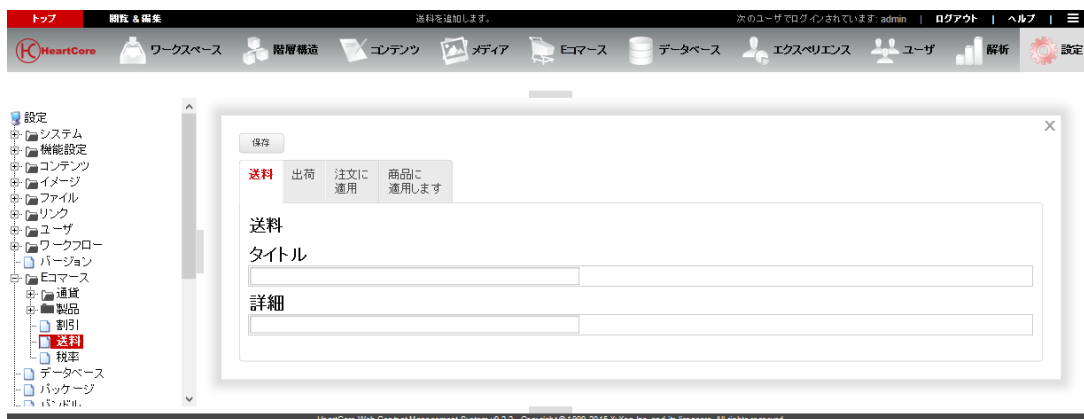 トップ 閲覧 & 編集 送料を追加します。 次のユーザでログインされています: admin | ログアウト | ヘルプ |
HeartCore ワークスペース 階層構造 コンテンツ メディア Eコマース データベース エクスペリエンス ユーザ 解析 設定
設定
システム
機能設定
コンテンツ
イメージ
ファイル
リンク
ユーザ
ワークフロー
バージョン
Eコマース
通貨
製品
割引
送料
税率
データベース
パッケージ
バンドル
X
保存
送料 出荷 注文に適用 商品に適用します
送料
タイトル
詳細